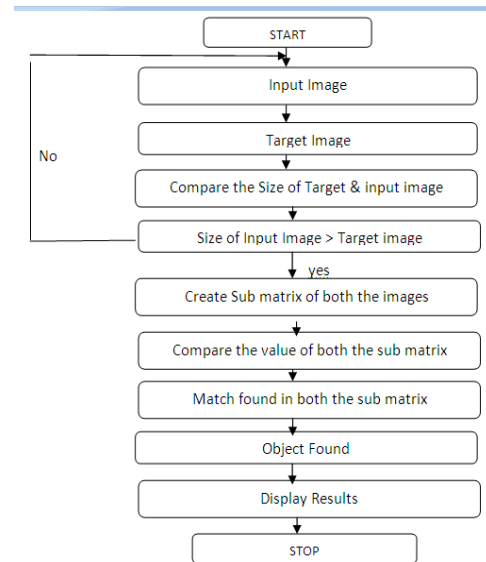 START
Input Image
Target Image
No
Compare the Size of Target & input image
Size of Input Image > Target image
yes
Create Sub matrix of both the images
Compare the value of both the sub matrix
Match found in both the sub matrix
Object Found
Display Results
STOP